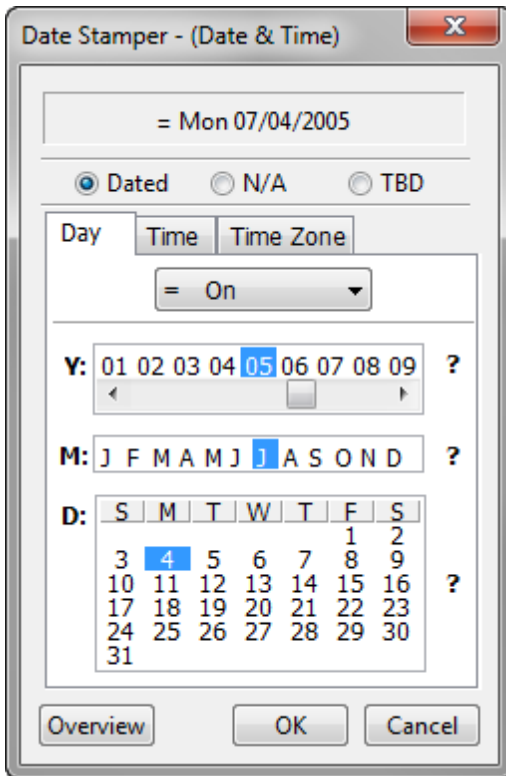 Date Stamper - (Date & Time)
= Mon 07/04/2005
Dated N/A TBD
Day Time Time Zone
= On
Y: 01 02 03 04 05 06 07 08 09 ?
M: J F M A M J J A S O N D ?
D: S M T W T F S
1 2
3 4 5 6 7 8 9
10 11 12 13 14 15 16 ?
17 18 19 20 21 22 23
24 25 26 27 28 29 30
31
Overview OK Cancel